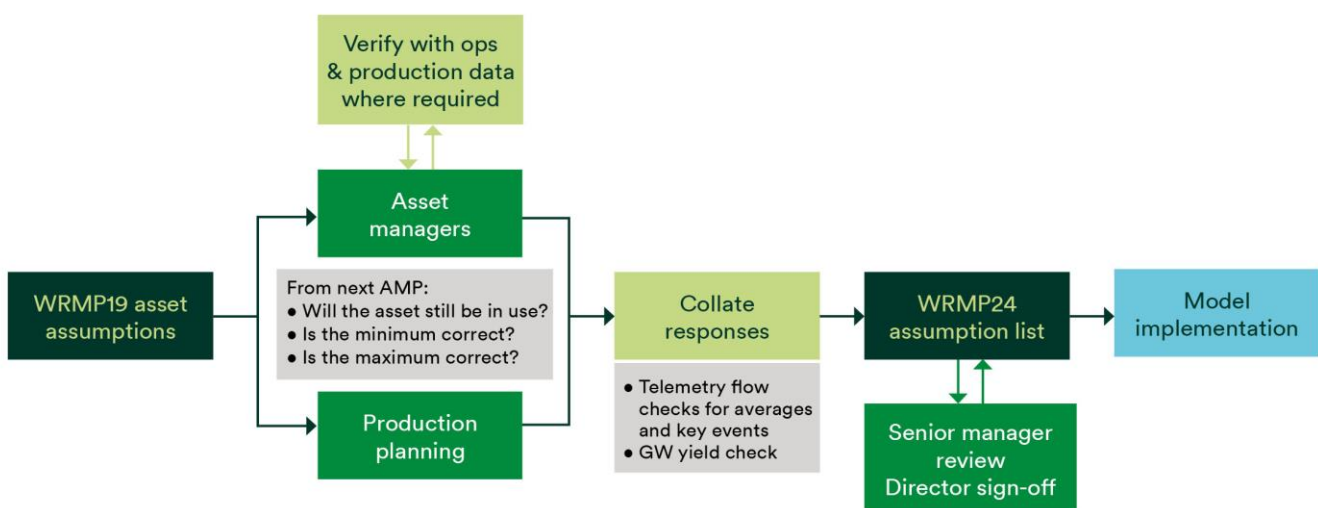 Verify with ops
& production data
where required
Asset
managers
WRMP19 asset
assumptions
From next AMP:
● Will the asset still be in use?
● Is the minimum correct?
● Is the maximum correct?
Production
planning
Collate
responses
● Telemetry flow
checks for averages
and key events
● GW yield check
WRMP24
assumption list
Senior manager
review
Director sign-off
Model
implementation